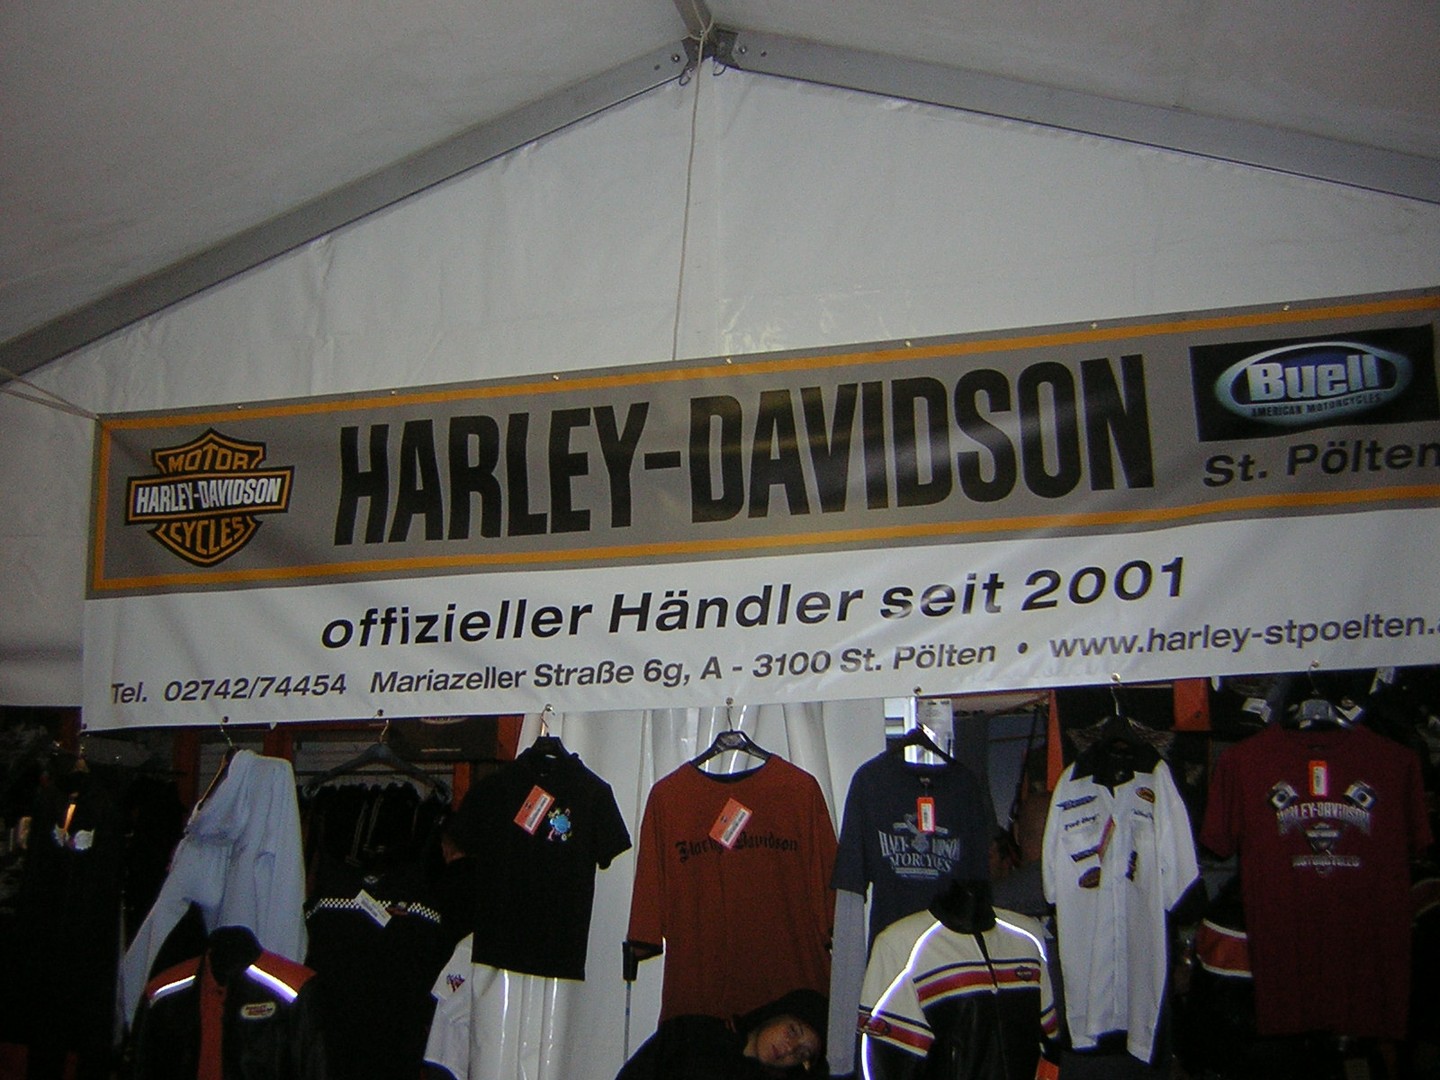 MOTOR
HARLEY-DAVIDSON
CYCLES
HARLEY-DAVIDSON
Buell
AMERICAN MOTORCYCLES
St. Pölten
offizieller Händler seit 2001
Tel. 02742/74454 Mariazeller Straße 6g, A - 3100 St. Pölten • www.harley-stpoelten.a
Harley-Davidson
HARLEY-DAVIDSON
MOTORCYCLES